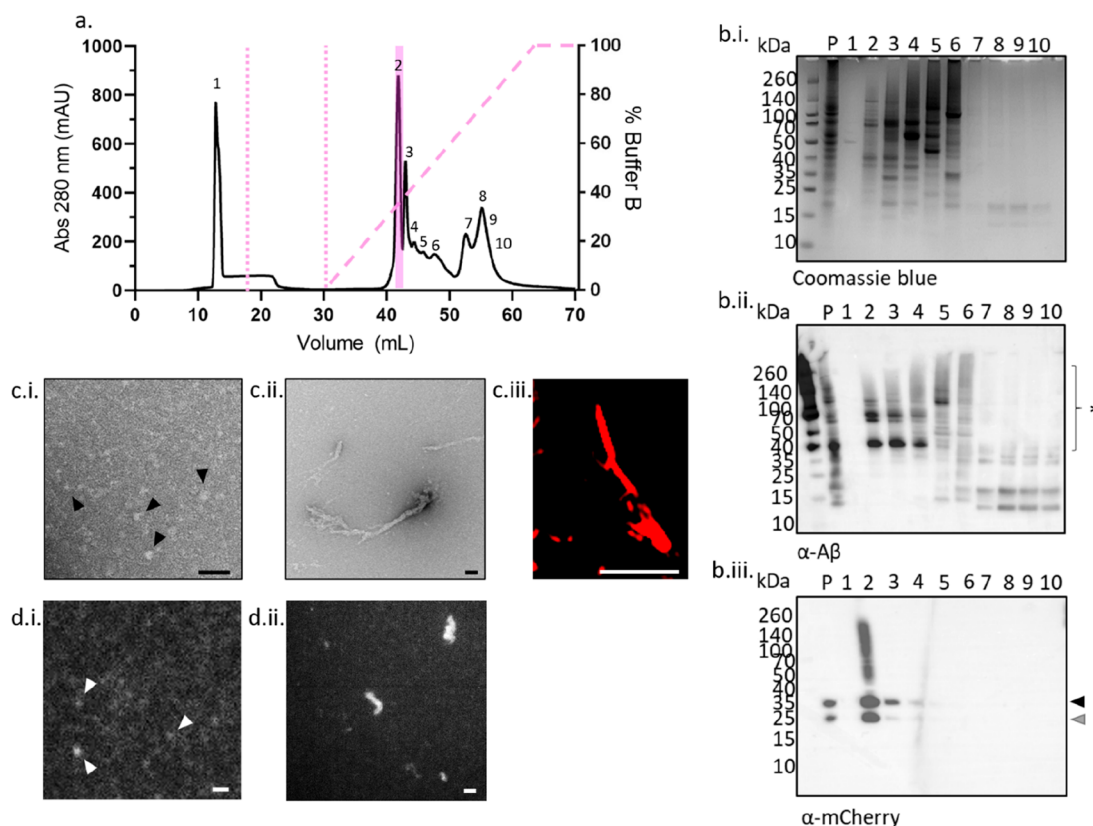 a.
Abs 280 nm (mAU)
1000
800
600
400
200
0
1
2
3
4
5
6
7
8
9
10
100
80
60
40
20
0
% Buffer B
0 10 20 30 40 50 60 70
Volume (mL)
b.i.
kDa P 1 2 3 4 5 6 7 8 9 10
260
140
100
70
50
40
35
25
15
10
Coomassie blue
b.ii.
kDa P 1 2 3 4 5 6 7 8 9 10
260
140
100
70
50
40
35
25
15
10
*
α-Aβ
b.iii.
kDa P 1 2 3 4 5 6 7 8 9 10
260
140
100
70
50
40
35
25
15
10
α-mCherry
c.i.
c.ii.
c.iii.
d.i.
d.ii.